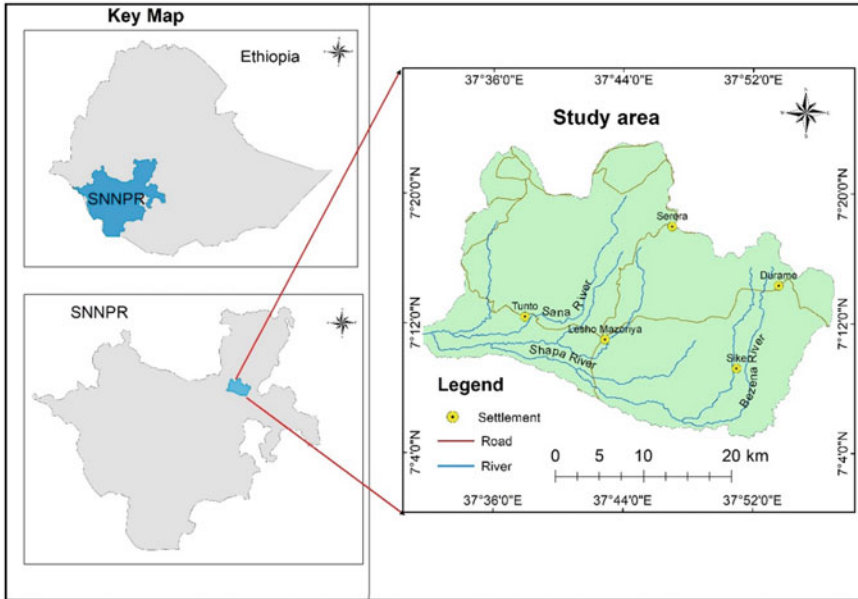 Key Map
Ethiopia
SNNPR
SNNPR
37°36'0"E
37°44'0"E
37°52'0"E
Study area
7°20'0"N
7°20'0"N
Serera
Durame
Tunto
Sana River
7°12'0"N
7°12'0"N
Lesho Mazoriya
Shapa River
Siken
Bezena River
Legend
Settlement
Road
River
0 5 10 20 km
7°4'0"N
7°4'0"N
37°36'0"E
37°44'0"E
37°52'0"E